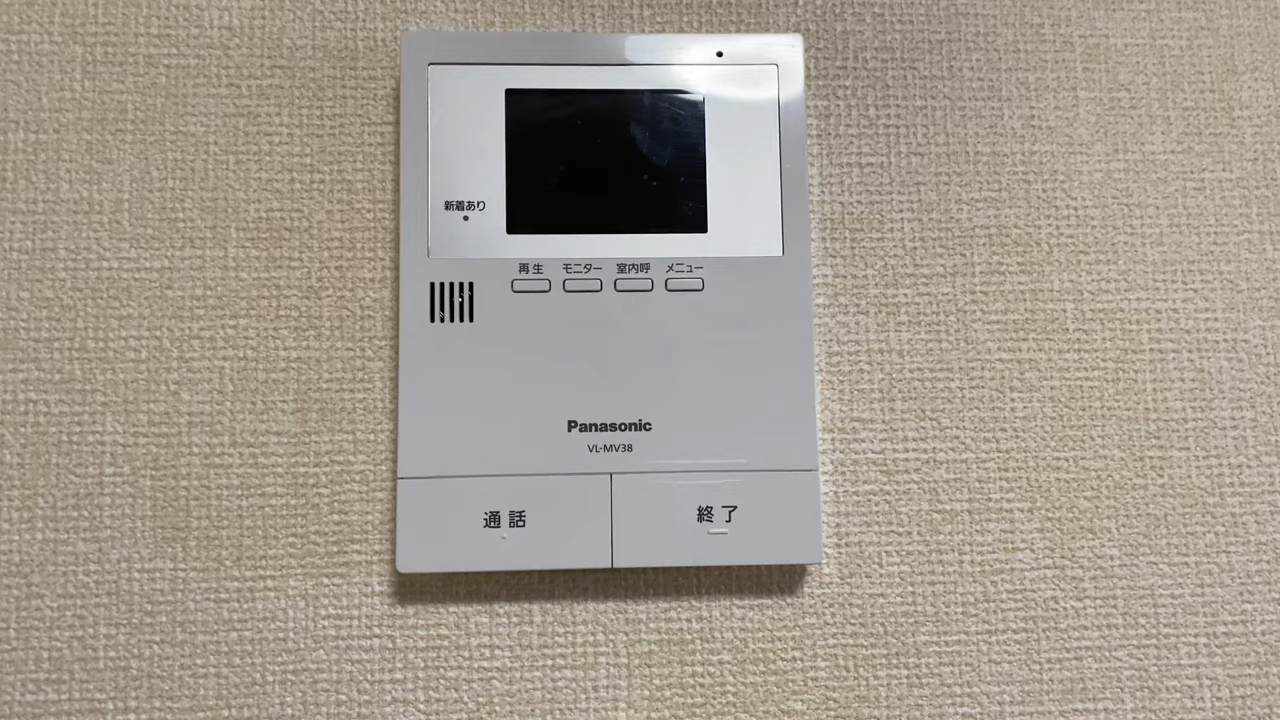 新着あり
再生 モニター 室内呼 メニュー
Panasonic
VL-MV38
通話 終了